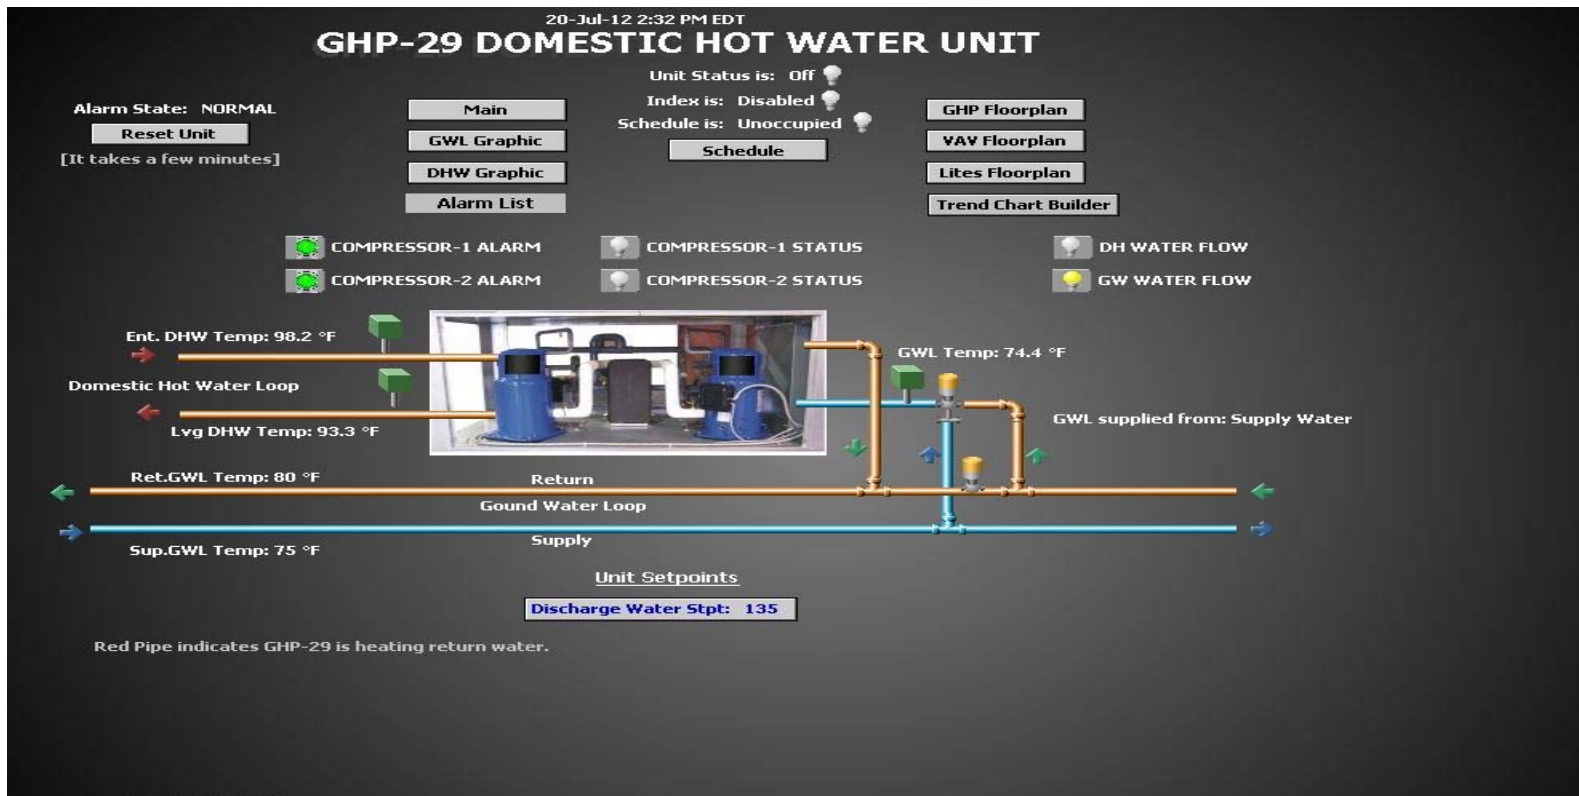 20-Jul-12 2:32 PM EDT
GHP-29 DOMESTIC HOT WATER UNIT
Unit Status is: Off
Alarm State: NORMAL
Main
Index is: Disabled
GHP Floorplan
Reset Unit
Schedule is: Unoccupied
GWL Graphic
VAV Floorplan
[It takes a few minutes]
Schedule
DHW Graphic
Lites Floorplan
Alarm List
Trend Chart Builder
COMPRESSOR-1 ALARM
COMPRESSOR-1 STATUS
DH WATER FLOW
COMPRESSOR-2 ALARM
COMPRESSOR-2 STATUS
GW WATER FLOW
Ent. DHW Temp: 98.2 °F
GWL Temp: 74.4 °F
Domestic Hot Water Loop
GWL supplied from: Supply Water
Lvg DHW Temp: 93.3 °F
Ret.GWL Temp: 80 °F
Return
Gound Water Loop
Supply
Sup.GWL Temp: 75 °F
Unit Setpoints
Discharge Water Stpt: 135
Red Pipe indicates GHP-29 is heating return water.